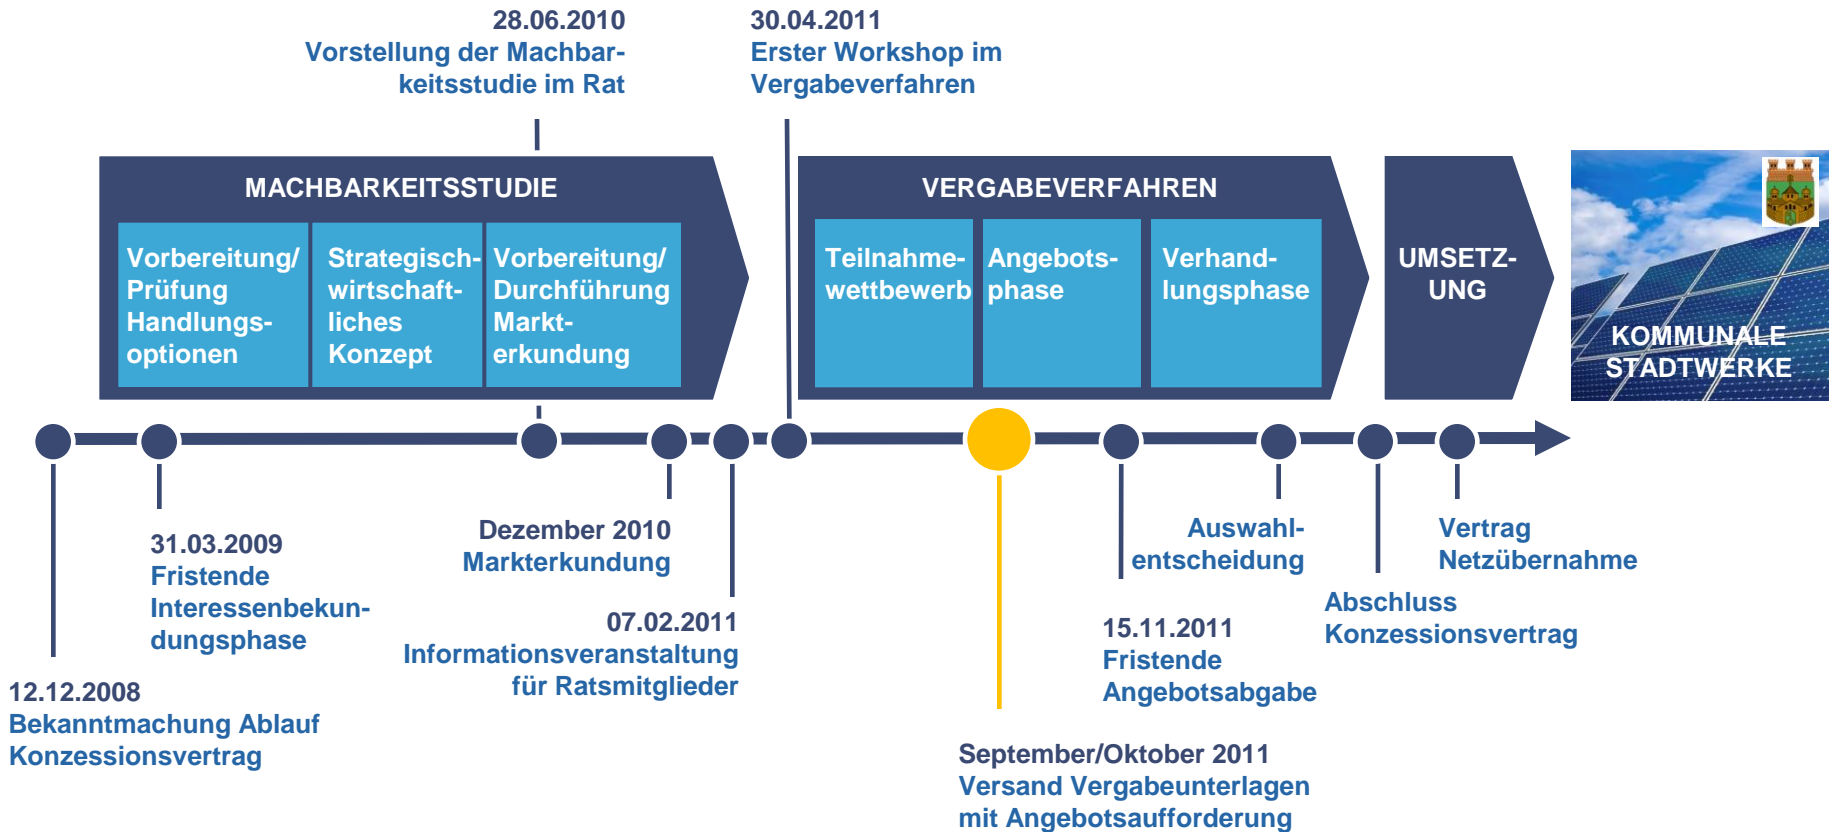 28.06.2010
Vorstellung der Machbar-
keitsstudie im Rat
30.04.2011
Erster Workshop im
Vergabeverfahren
MACHBARKEITSSTUDIE
Vorbereitung/
Prüfung
Handlungs-
optionen
Strategisch-
wirtschaft-
liches
Konzept
Vorbereitung/
Durchführung
Markt-
erkundung
VERGABEVERFAHREN
Teilnahme-
wettbewerb
Angebots-
phase
Verhand-
lungsphase
UMSETZ-
UNG
KOMMUNALE
STADTWERKE
12.12.2008
Bekanntmachung Ablauf
Konzessionsvertrag
31.03.2009
Fristende
Interessenbekun-
dungsphase
Dezember 2010
Markterkundung
07.02.2011
Informationsveranstaltung
für Ratsmitglieder
September/Oktober 2011
Versand Vergabeunterlagen
mit Angebotsaufforderung
15.11.2011
Fristende
Angebotsabgabe
Auswahl-
entscheidung
Abschluss
Konzessionsvertrag
Vertrag
Netzübernahme